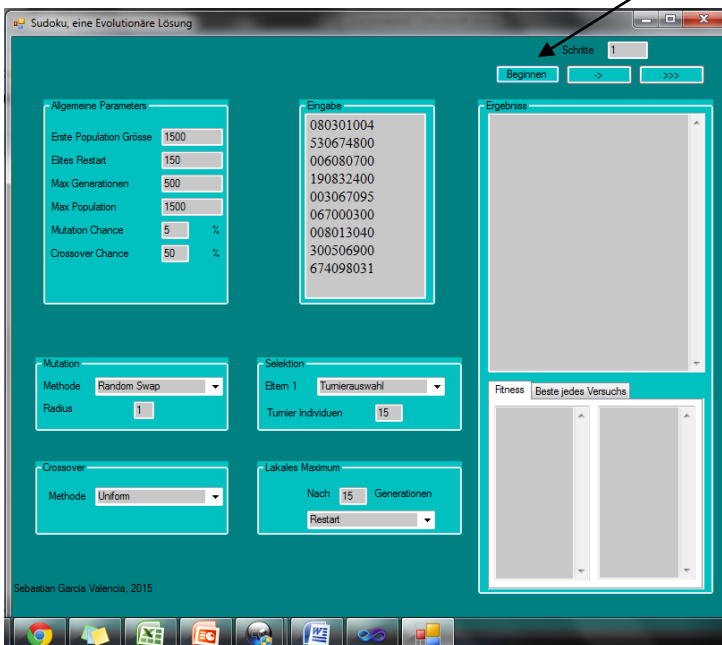 Sudoku, eine Evolutionäre Lösung
Schritte 1
Beginnen -> >>>
Allgemeine Parameters
Erste Population Grösse 1500
Elites Restart 150
Max Generationen 500
Max Population 1500
Mutation Chance 5 %
Crossover Chance 50 %
Eingabe
080301004
530674800
006080700
190832400
003067095
067000300
008013040
300506900
674098031
Ergebniss
Mutation
Methode Random Swap
Radius 1
Selektion
Eltern 1 Turnierauswahl
Turnier Individuen 15
Fitness Beste jedes Versuchs
Crossover
Methode Uniform
Lakales Maximum
Nach 15 Generationen
Restart
Sebastian Garcia Valencia, 2015